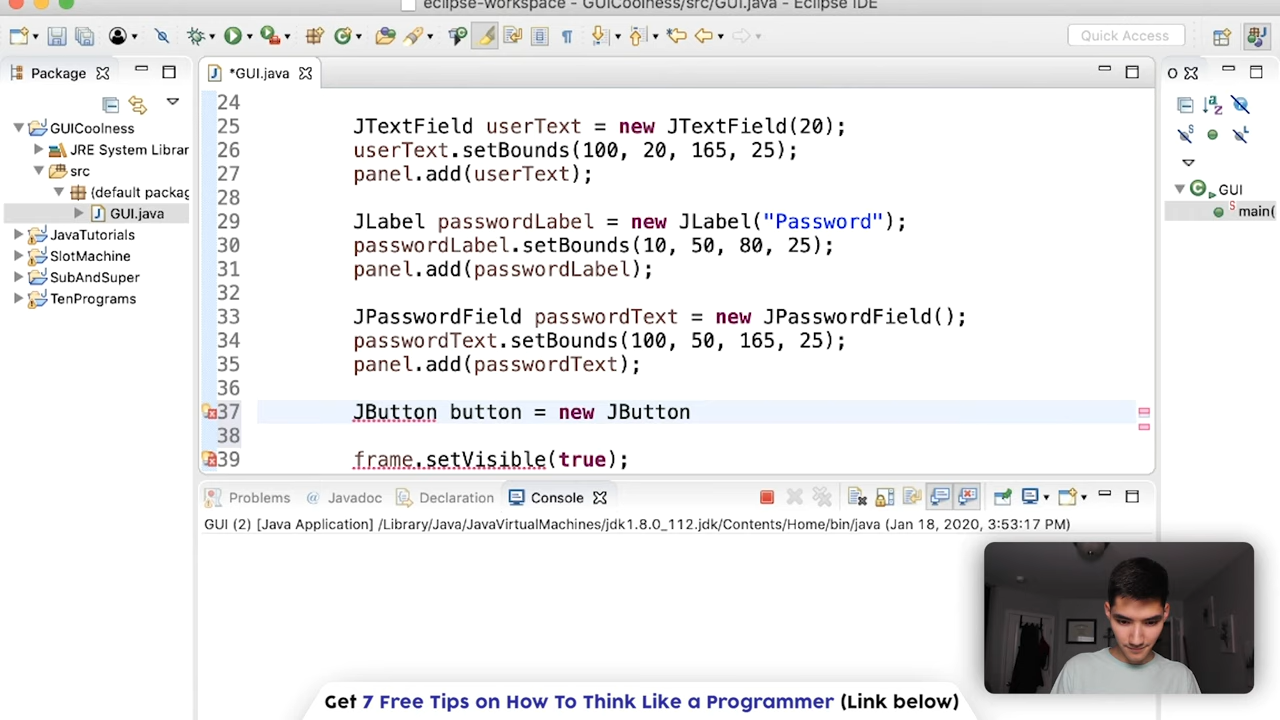 eclipse-workspace - GUICoolness/src/GUI.java - Eclipse IDE
Quick Access
Package
*GUI.java
O
GUICoolness
JRE System Librar
src
(default packag
GUI.java
JavaTutorials
SlotMachine
SubAndSuper
TenPrograms
24
25 JTextField userText = new JTextField(20);
26 userText.setBounds(100, 20, 165, 25);
27 panel.add(userText);
28
29 JLabel passwordLabel = new JLabel("Password");
30 passwordLabel.setBounds(10, 50, 80, 25);
31 panel.add(passwordLabel);
32
33 JPasswordField passwordText = new JPasswordField();
34 passwordText.setBounds(100, 50, 165, 25);
35 panel.add(passwordText);
36
37 JButton button = new JButton
38
39 frame.setVisible(true);
GUI
main(
Problems @ Javadoc Declaration Console
GUI (2) [Java Application] /Library/Java/JavaVirtualMachines/jdk1.8.0_112.jdk/Contents/Home/bin/java (Jan 18, 2020, 3:53:17 PM)
Get 7 Free Tips on How To Think Like a Programmer (Link below)